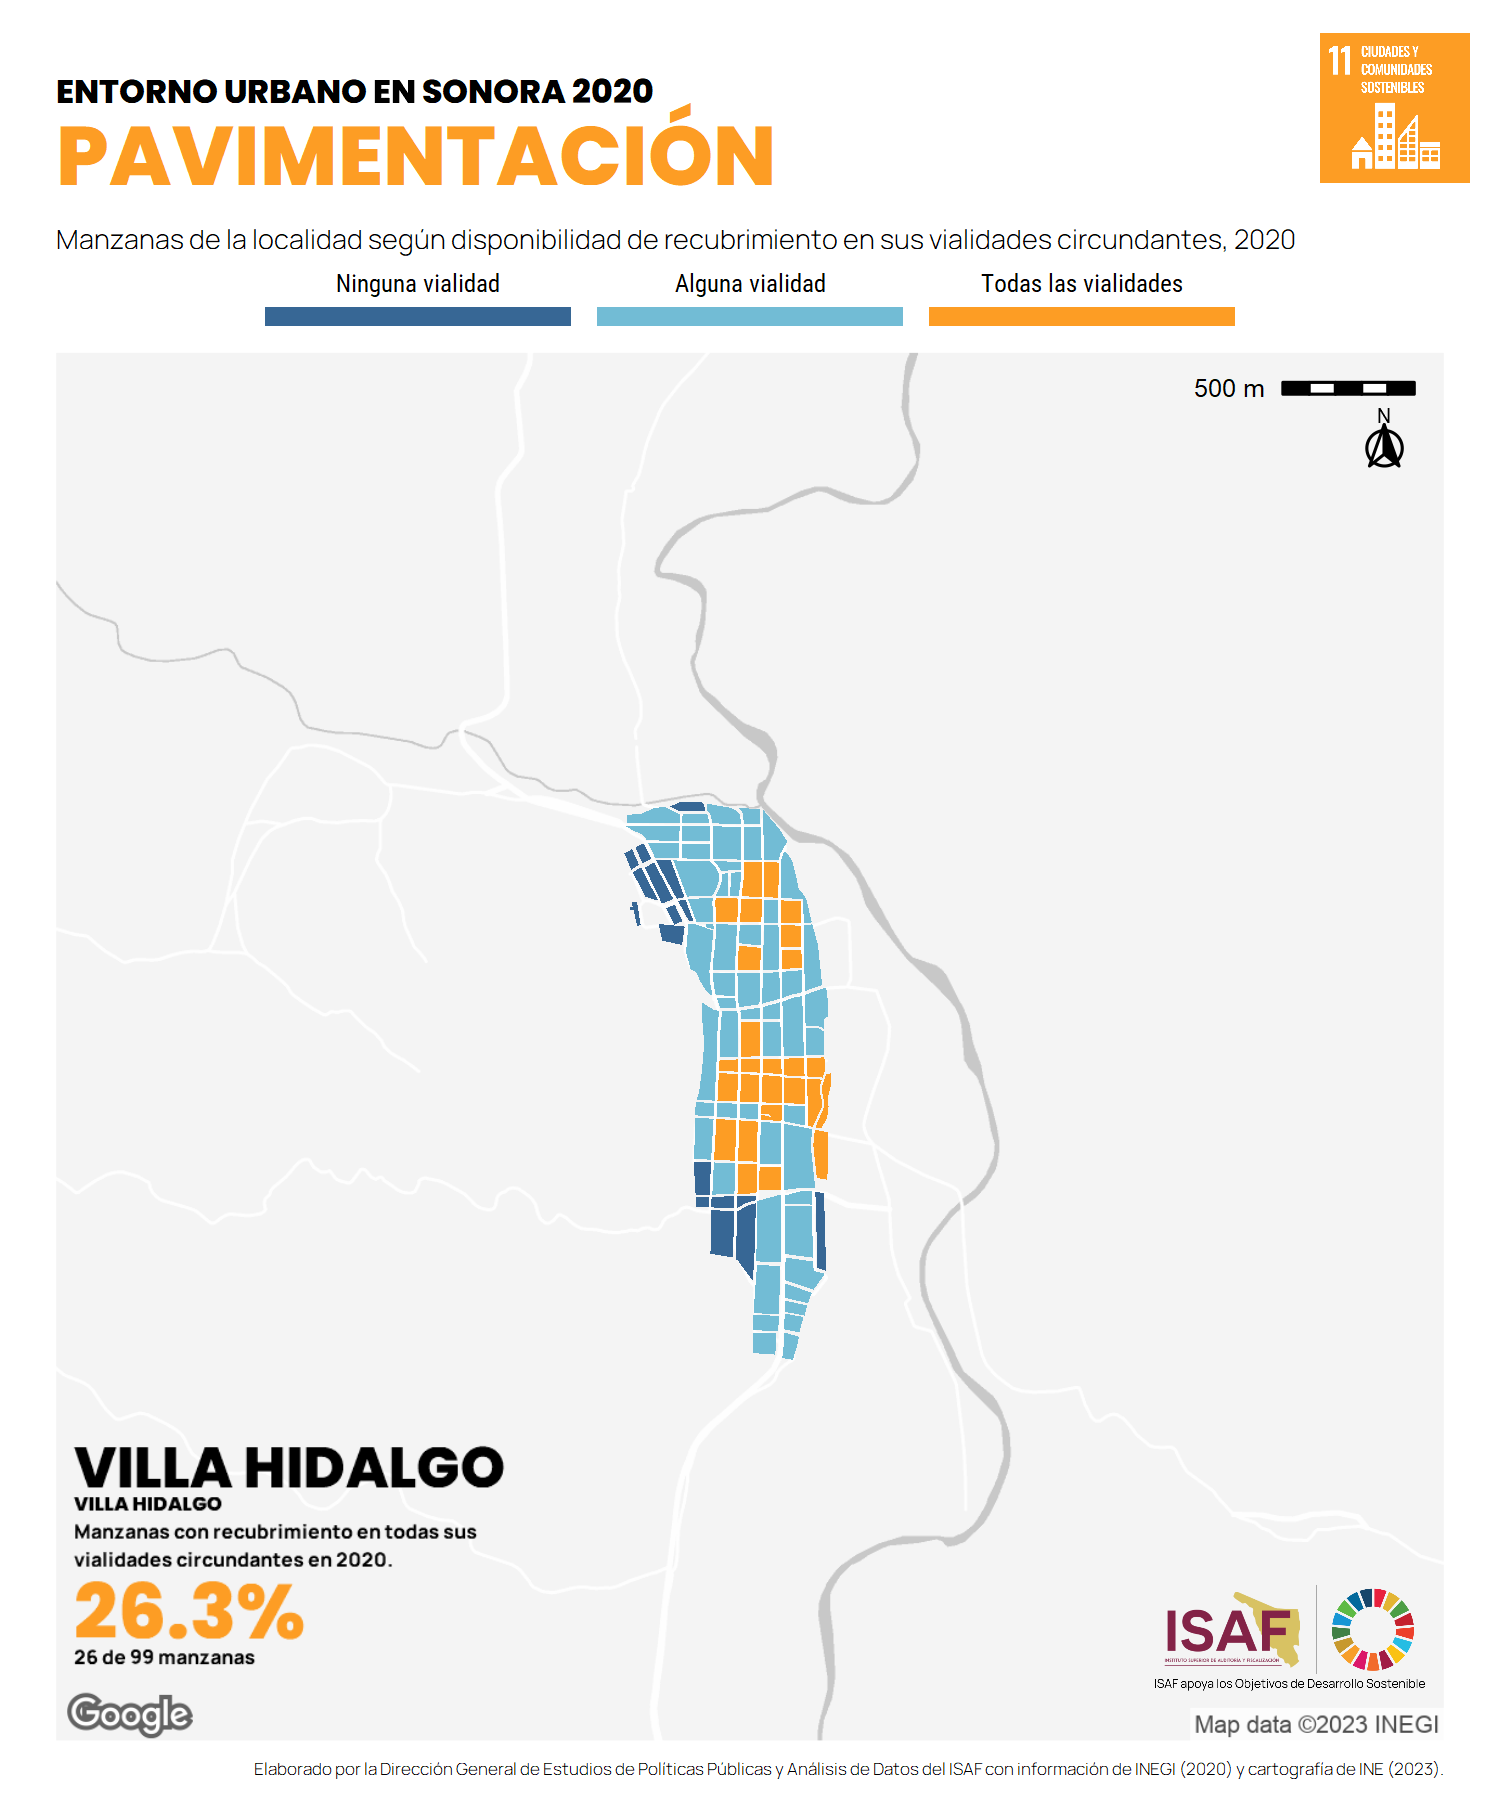 ENTORNO URBANO EN SONORA 2020
PAVIMENTACIÓN
11 CIUDADES Y
COMUNIDADES
SOSTENIBLES
Manzanas de la localidad según disponibilidad de recubrimiento en sus vialidades circundantes, 2020
Ninguna vialidad Alguna vialidad Todas las vialidades
500 m
N
VILLA HIDALGO
VILLA HIDALGO
Manzanas con recubrimiento en todas sus
vialidades circundantes en 2020.
26.3%
26 de 99 manzanas
Google
ISAF
INSTITUTO SUPERIOR DE AUDITORÍA Y FISCALIZACIÓN
ISAF apoya los Objetivos de Desarrollo Sostenible
Map data ©2023 INEGI
Elaborado por la Dirección General de Estudios de Políticas Públicas y Análisis de Datos del ISAF con información de INEGI (2020) y cartografía de INE (2023).